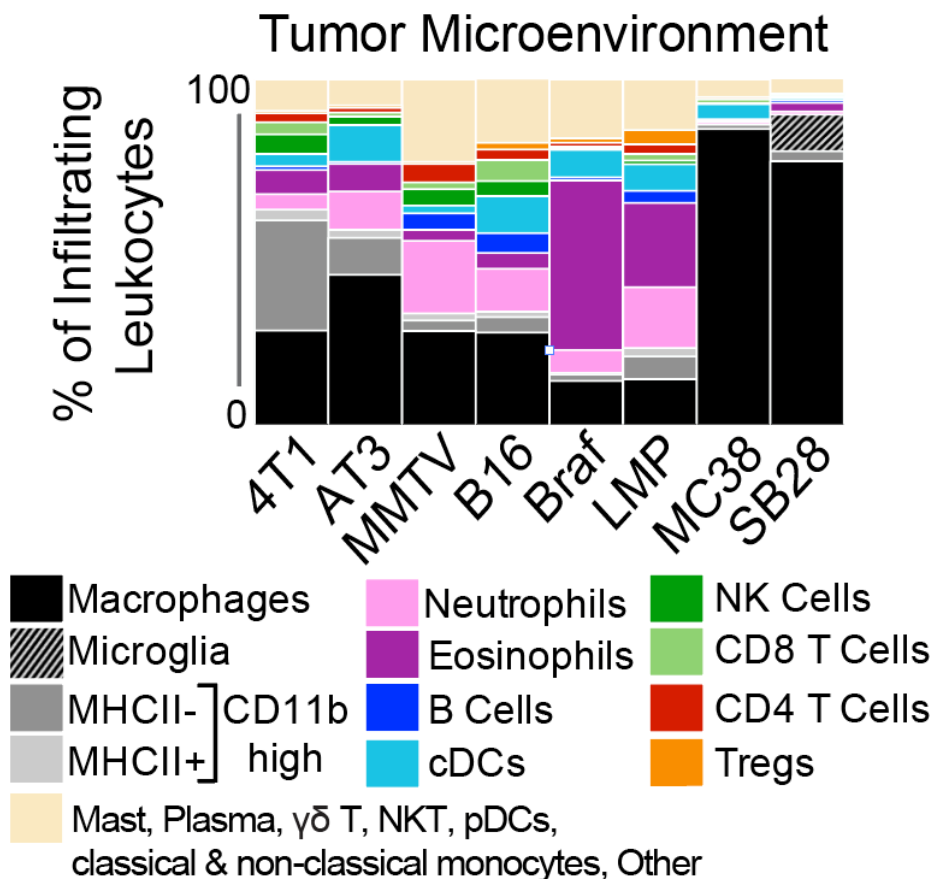 Tumor Microenvironment
% of Infiltrating
Leukocytes
100
0
4T1
AT3
MMTV
B16
Braf
LMP
MC38
SB28
Macrophages
Microglia
MHCII-
MHCII+
CD11b
high
Neutrophils
Eosinophils
B Cells
cDCs
NK Cells
CD8 T Cells
CD4 T Cells
Tregs
Mast, Plasma, γδ T, NKT, pDCs,
classical & non-classical monocytes, Other